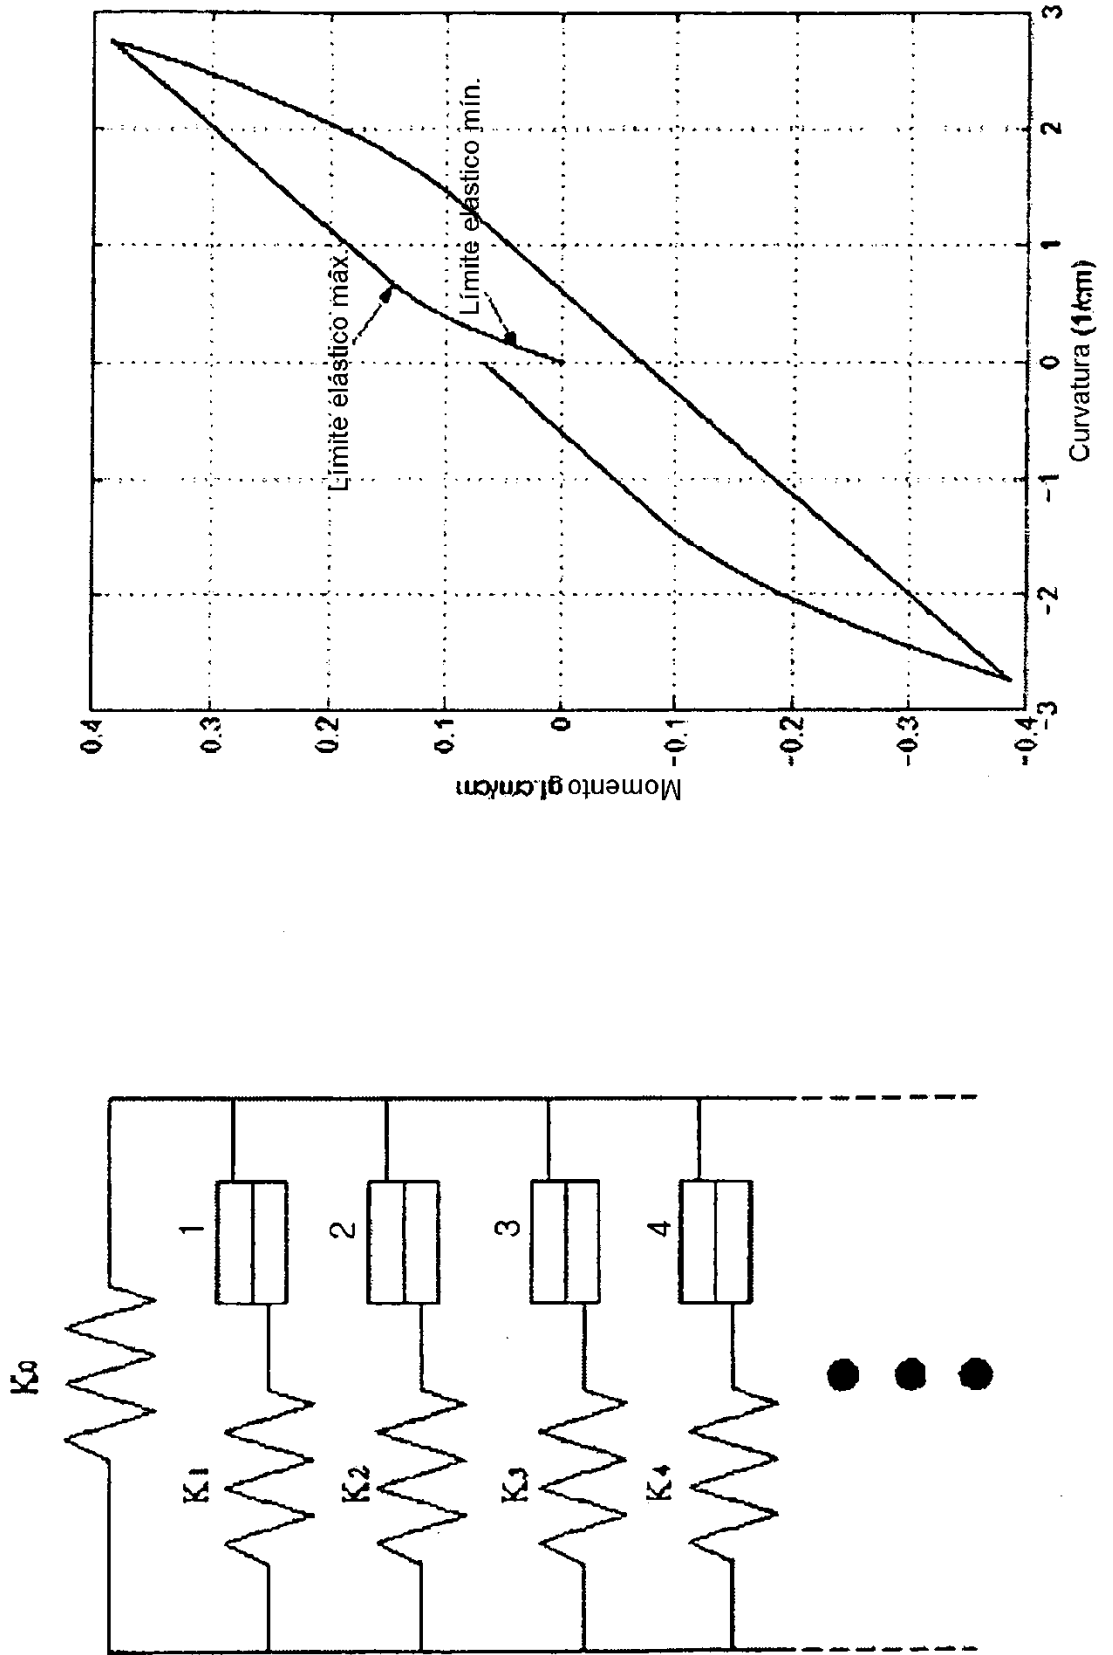 0.4
0.3
0.2
0.1
0
-0.1
-0.2
-0.3
-0.4
Momento gf.cm/cm
-3
-2
-1
0
1
2
3
Curvatura (1/cm)
Límite elástico máx.
Límite elástico mín.
K0
K1
1
K2
2
K3
3
K4
4